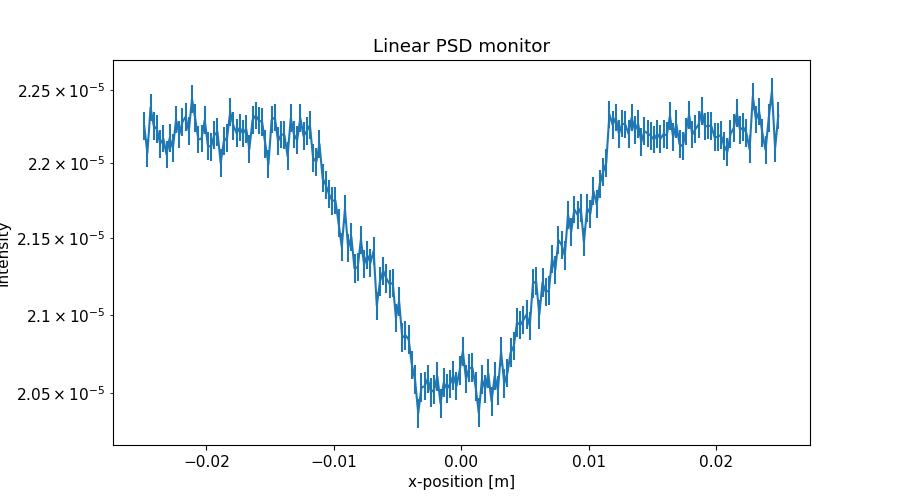 Linear PSD monitor
Intensity
2.25 × 10⁻⁵
2.2 × 10⁻⁵
2.15 × 10⁻⁵
2.1 × 10⁻⁵
2.05 × 10⁻⁵
−0.02 −0.01 0.00 0.01 0.02
x-position [m]